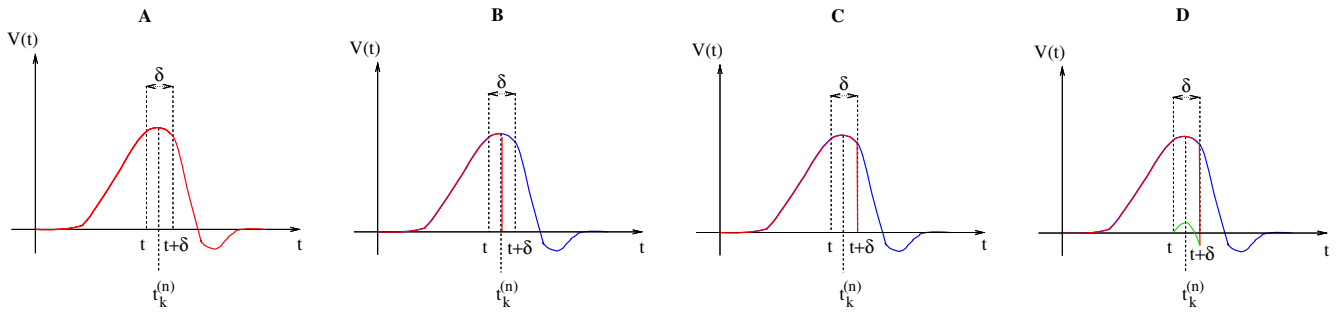 A
V(t)
δ
t
t+δ
t
t_k^(n)
B
V(t)
δ
t
t+δ
t
t_k^(n)
C
V(t)
δ
t
t+δ
t
t_k^(n)
D
V(t)
δ
t
t+δ
t
t_k^(n)